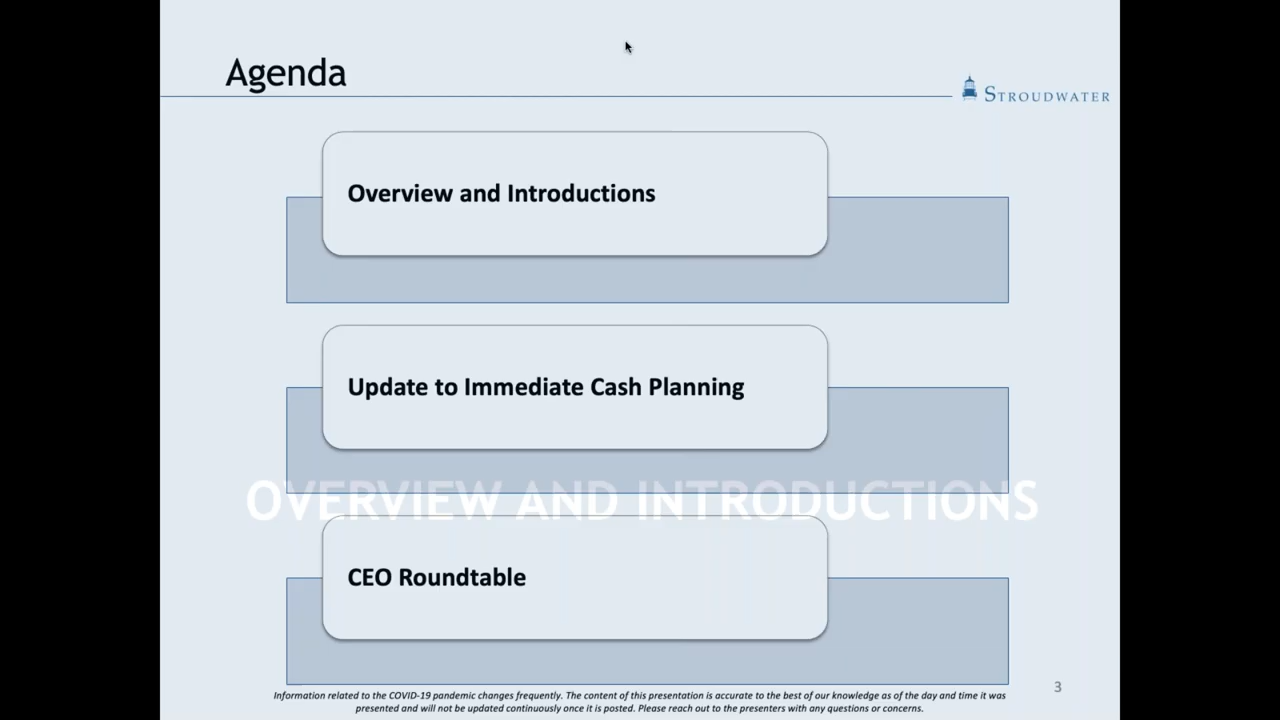 Agenda
STROUDWATER
Overview and Introductions
Update to Immediate Cash Planning
OVERVIEW AND INTRODUCTIONS
CEO Roundtable
3
Information related to the COVID-19 pandemic changes frequently. The content of this presentation is accurate to the best of our knowledge as of the day and time it was
presented and will not be updated continuously once it is posted. Please reach out to the presenters with any questions or concerns.